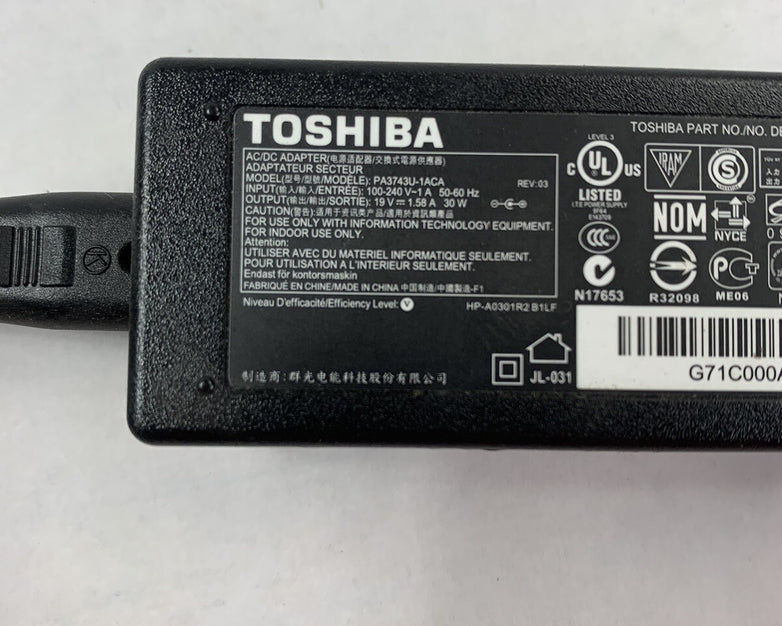 TOSHIBA
TOSHIBA PART NO./NO. DE
AC/DC ADAPTER(电源适配器/交換式電源供應器)
ADAPTATEUR SECTEUR
MODEL(型号/型號/MODÈLE): PA3743U-1ACA
INPUT(输入/輸入/ENTRÉE): 100-240 V~1 A 50-60 Hz
REV:03
OUTPUT(输出/輸出/SORTIE): 19 V⎓ 1.58 A 30 W
CAUTION(警告):适用于资讯类产品/適用於資訊類產品
FOR USE ONLY WITH INFORMATION TECHNOLOGY EQUIPMENT.
FOR INDOOR USE ONLY.
Attention:
UTILISER AVEC DU MATERIEL INFORMATIQUE SEULEMENT.
POUR UTILISATION A L'INTERIEUR SEULEMENT.
Endast för kontorsmaskin
FABRIQUÉ EN CHINE/MADE IN CHINA 中国制造/中國製造-F1
Niveau D'efficacité/Efficiency Level: V
HP-A0301R2 B1LF
制造商: 群光电能科技股份有限公司
JL-031
LEVEL 3
C UL US
LISTED
I.T.E POWER SUPPLY
IRAM
S
NOM
NYCE
CCC
N17653
R32098
ME06
G71C000A
K